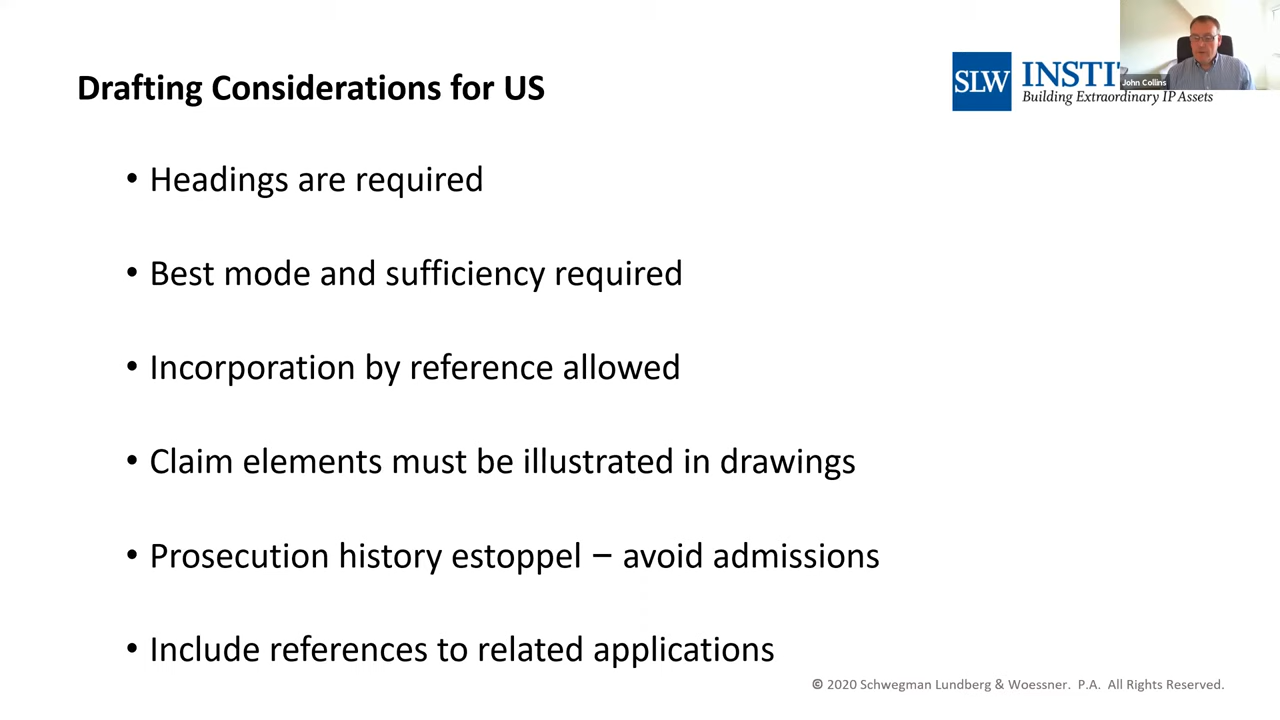 Drafting Considerations for US
SLW INSTIT
Building Extraordinary IP Assets
John Collins
• Headings are required
• Best mode and sufficiency required
• Incorporation by reference allowed
• Claim elements must be illustrated in drawings
• Prosecution history estoppel – avoid admissions
• Include references to related applications
© 2020 Schwegman Lundberg & Woessner. P.A. All Rights Reserved.